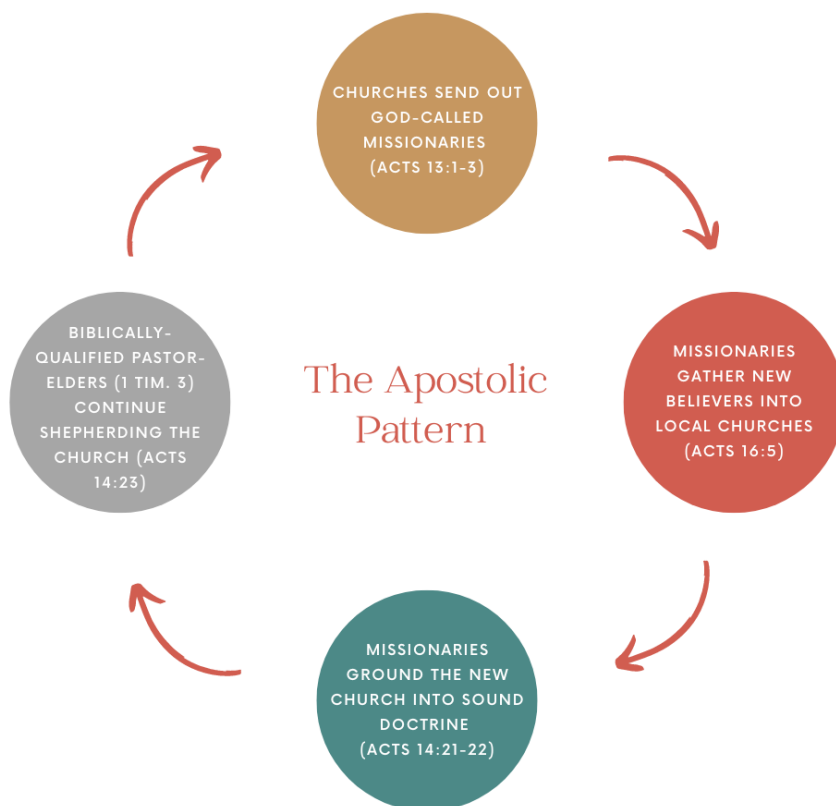 CHURCHES SEND OUT
GOD-CALLED
MISSIONARIES
(ACTS 13:1-3)
MISSIONARIES
GATHER NEW
BELIEVERS INTO
LOCAL CHURCHES
(ACTS 16:5)
MISSIONARIES
GROUND THE NEW
CHURCH INTO SOUND
DOCTRINE
(ACTS 14:21-22)
BIBLICALLY-
QUALIFIED PASTOR-
ELDERS (1 TIM. 3)
CONTINUE
SHEPHERDING THE
CHURCH (ACTS
14:23)
The Apostolic
Pattern